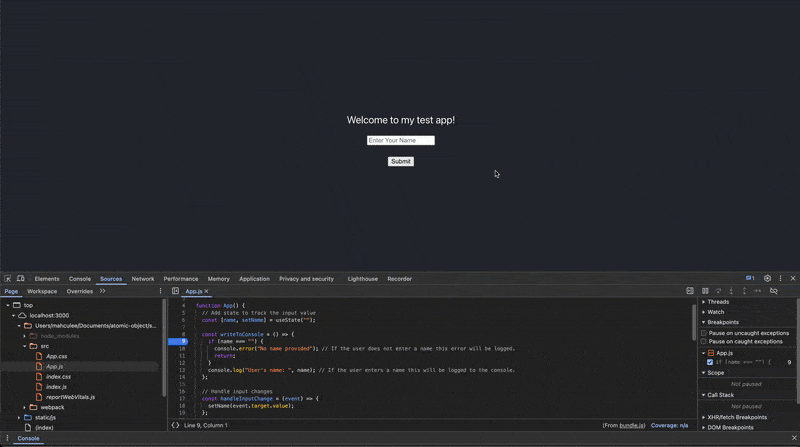 Welcome to my test app!
Enter Your Name
Submit
Elements Console Sources Network Performance Memory Application Privacy and security Lighthouse Recorder 1
Page Workspace Overrides
top
localhost:3000
Users/mahculee/Documents/atomic-object/js...
node_modules
src
App.css
App.js
index.css
index.js
reportWebVitals.js
webpack
static/js
(index)
App.js
4 function App() {
5 // Add state to track the input value
6 const [name, setName] = useState("");
7
8 const writeToConsole = () => {
9 if (name === "") {
10 console.error("No name provided"); // If the user does not enter a name this error will be logged.
11 return;
12 }
13 console.log("User's name: ", name); // If the user enters a name this will be logged to the console.
14 };
15
16 // Handle input changes
17 const handleInputChange = (event) => {
18 setName(event.target.value);
19 };
{} Line 9, Column 1 (From bundle.js) Coverage: n/a
Threads
Watch
Breakpoints
Pause on uncaught exceptions
Pause on caught exceptions
App.js
if (name === "") { 9
Scope
Not paused
Call Stack
Not paused
XHR/fetch Breakpoints
DOM Breakpoints
Console